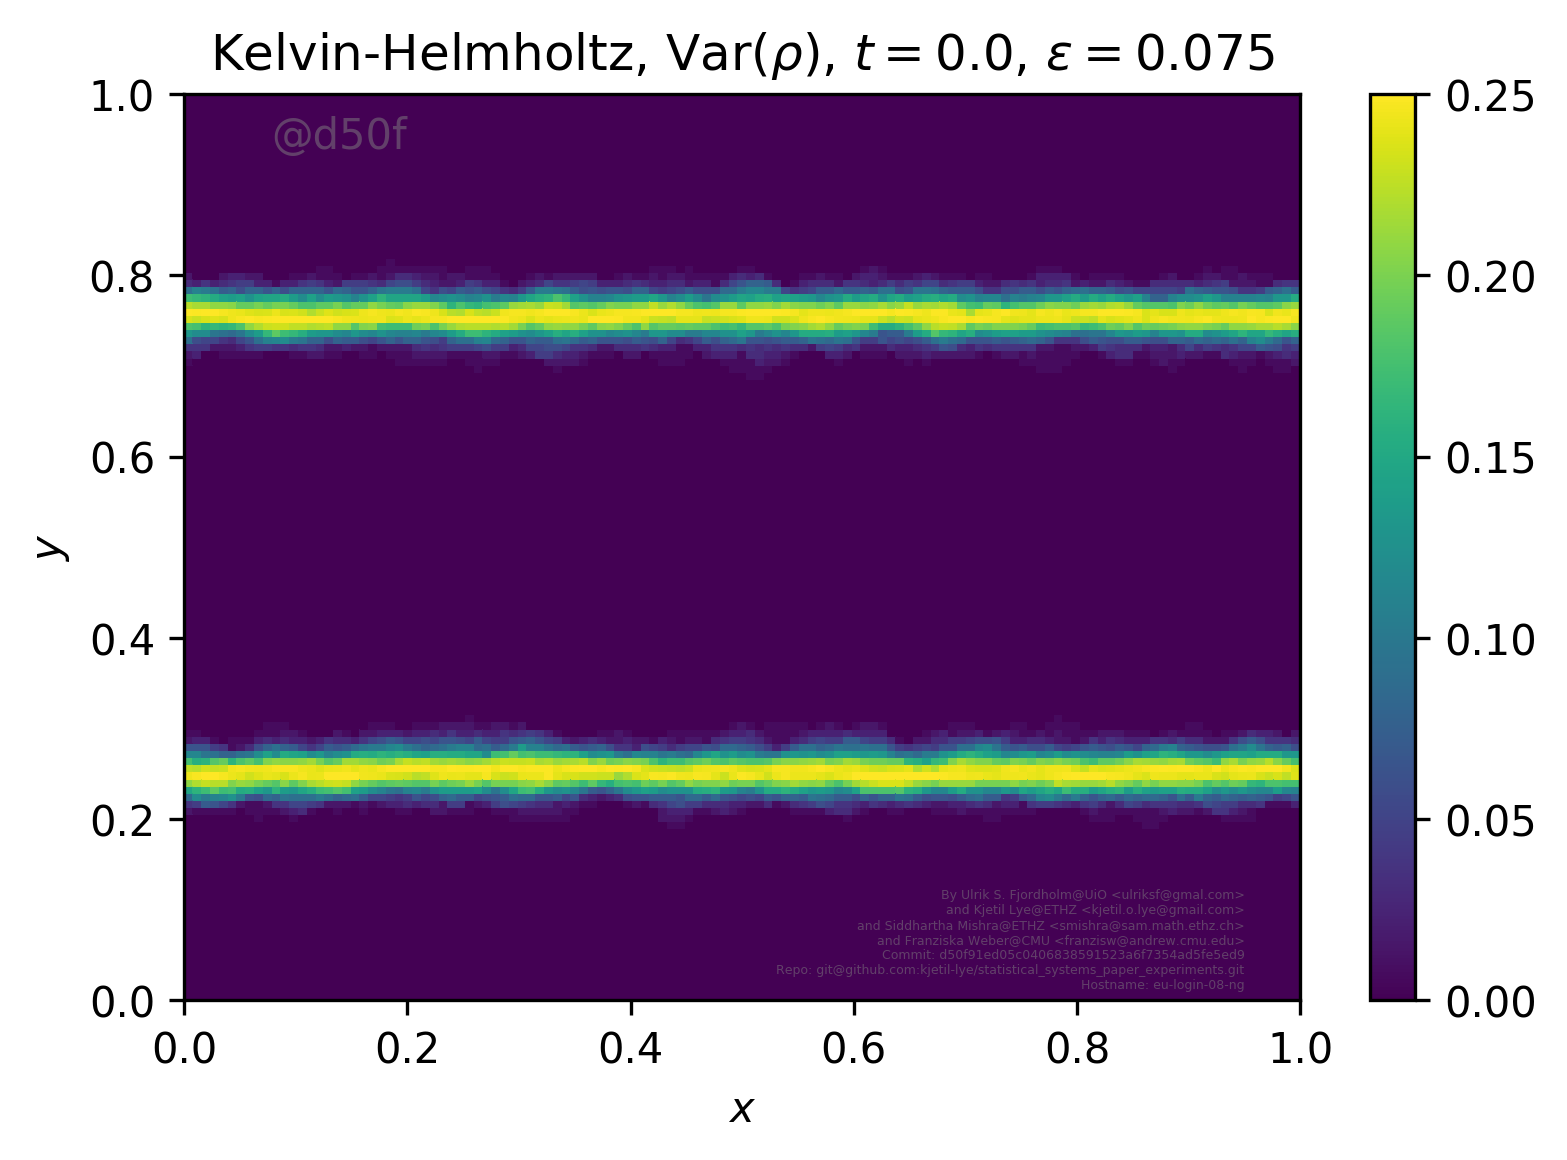 Kelvin-Helmholtz, Var(ρ), t = 0.0, ε = 0.075
1.0
0.8
0.6
0.4
0.2
0.0
y
@d50f
By Ulrik S. Fjordholm@UiO <ulriksf@gmal.com>
and Kjetil Lye@ETHZ <kjetil.o.lye@gmail.com>
and Siddhartha Mishra@ETHZ <smishra@sam.math.ethz.ch>
and Franziska Weber@CMU <franzisw@andrew.cmu.edu>
Commit: d50f91ed05c0406838591523a6f7354ad5fe5ed9
Repo: git@github.com:kjetil-lye/statistical_systems_paper_experiments.git
Hostname: eu-login-08-ng
0.0 0.2 0.4 0.6 0.8 1.0
x
0.25
0.20
0.15
0.10
0.05
0.00